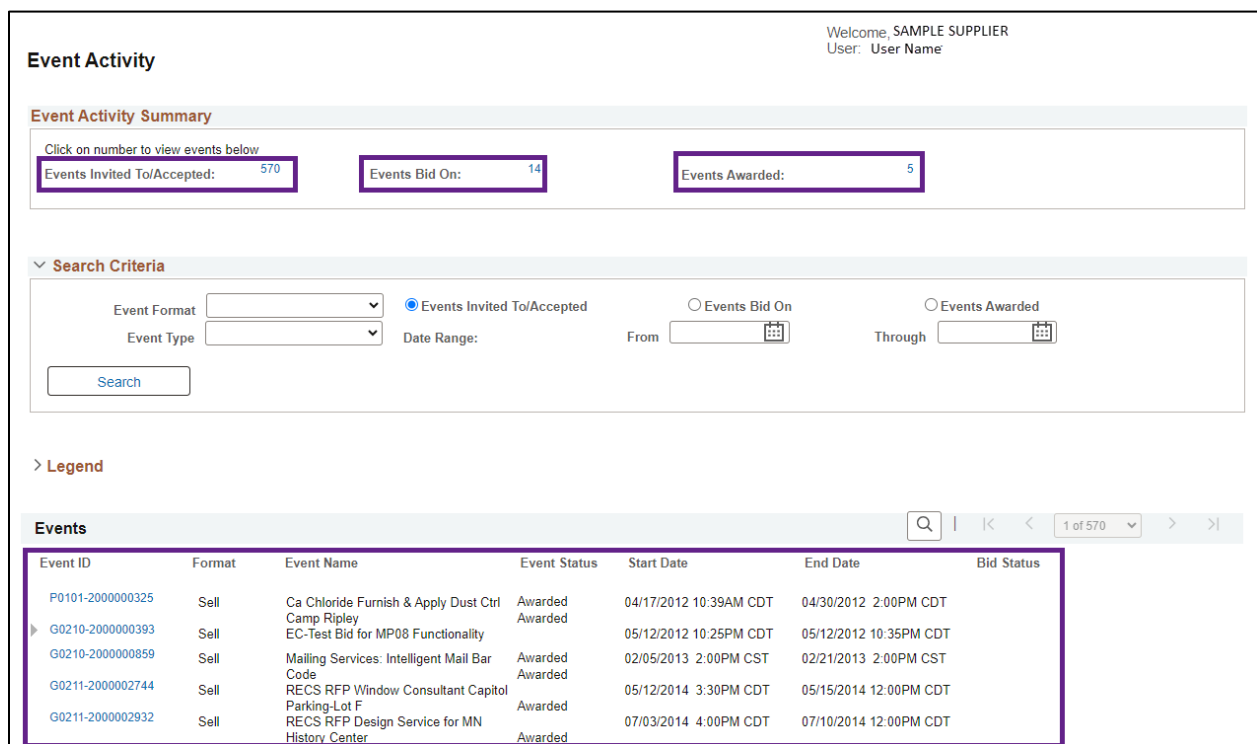 Welcome, SAMPLE SUPPLIER
User: User Name
Event Activity
Event Activity Summary
Click on number to view events below
Events Invited To/Accepted: 570 Events Bid On: 14 Events Awarded: 5
Search Criteria
Event Format Events Invited To/Accepted Events Bid On Events Awarded
Event Type Date Range: From Through
Search
Legend
Events 1 of 570
Event ID Format Event Name Event Status Start Date End Date Bid Status
P0101-2000000325 Sell Ca Chloride Furnish & Apply Dust Ctrl Awarded 04/17/2012 10:39AM CDT 04/30/2012 2:00PM CDT
Camp Ripley Awarded
G0210-2000000393 Sell EC-Test Bid for MP08 Functionality 05/12/2012 10:25PM CDT 05/12/2012 10:35PM CDT
G0210-2000000859 Sell Mailing Services: Intelligent Mail Bar Awarded 02/05/2013 2:00PM CST 02/21/2013 2:00PM CST
Code Awarded
G0211-2000002744 Sell RECS RFP Window Consultant Capitol 05/12/2014 3:30PM CDT 05/15/2014 12:00PM CDT
Parking-Lot F Awarded
G0211-2000002932 Sell RECS RFP Design Service for MN 07/03/2014 4:00PM CDT 07/10/2014 12:00PM CDT
History Center Awarded